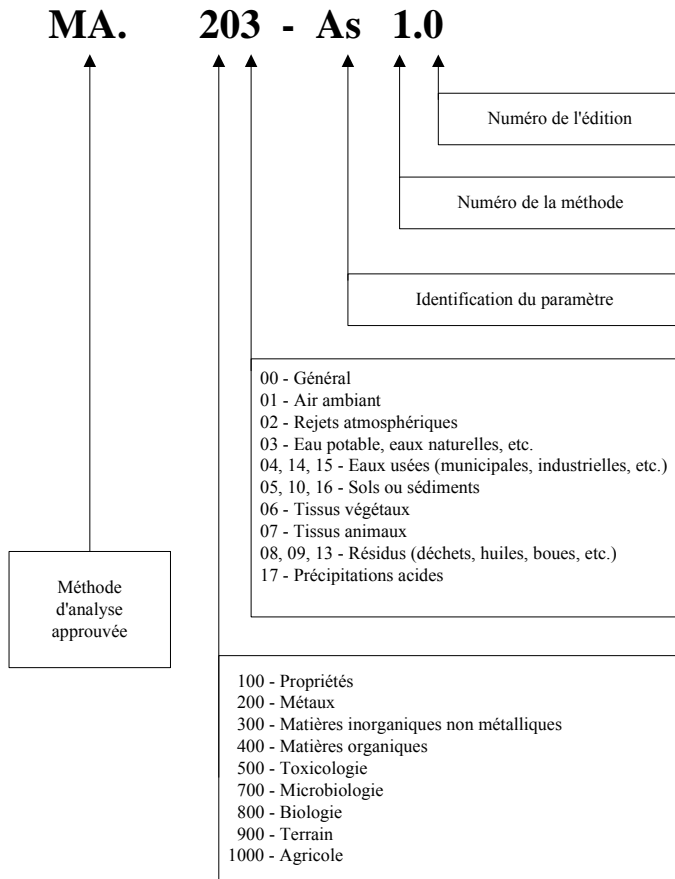 MA. 203 - As 1.0
Numéro de l'édition
Numéro de la méthode
Identification du paramètre
00 - Général
01 - Air ambiant
02 - Rejets atmosphériques
03 - Eau potable, eaux naturelles, etc.
04, 14, 15 - Eaux usées (municipales, industrielles, etc.)
05, 10, 16 - Sols ou sédiments
06 - Tissus végétaux
07 - Tissus animaux
08, 09, 13 - Résidus (déchets, huiles, boues, etc.)
17 - Précipitations acides
Méthode
d'analyse
approuvée
100 - Propriétés
200 - Métaux
300 - Matières inorganiques non métalliques
400 - Matières organiques
500 - Toxicologie
700 - Microbiologie
800 - Biologie
900 - Terrain
1000 - Agricole